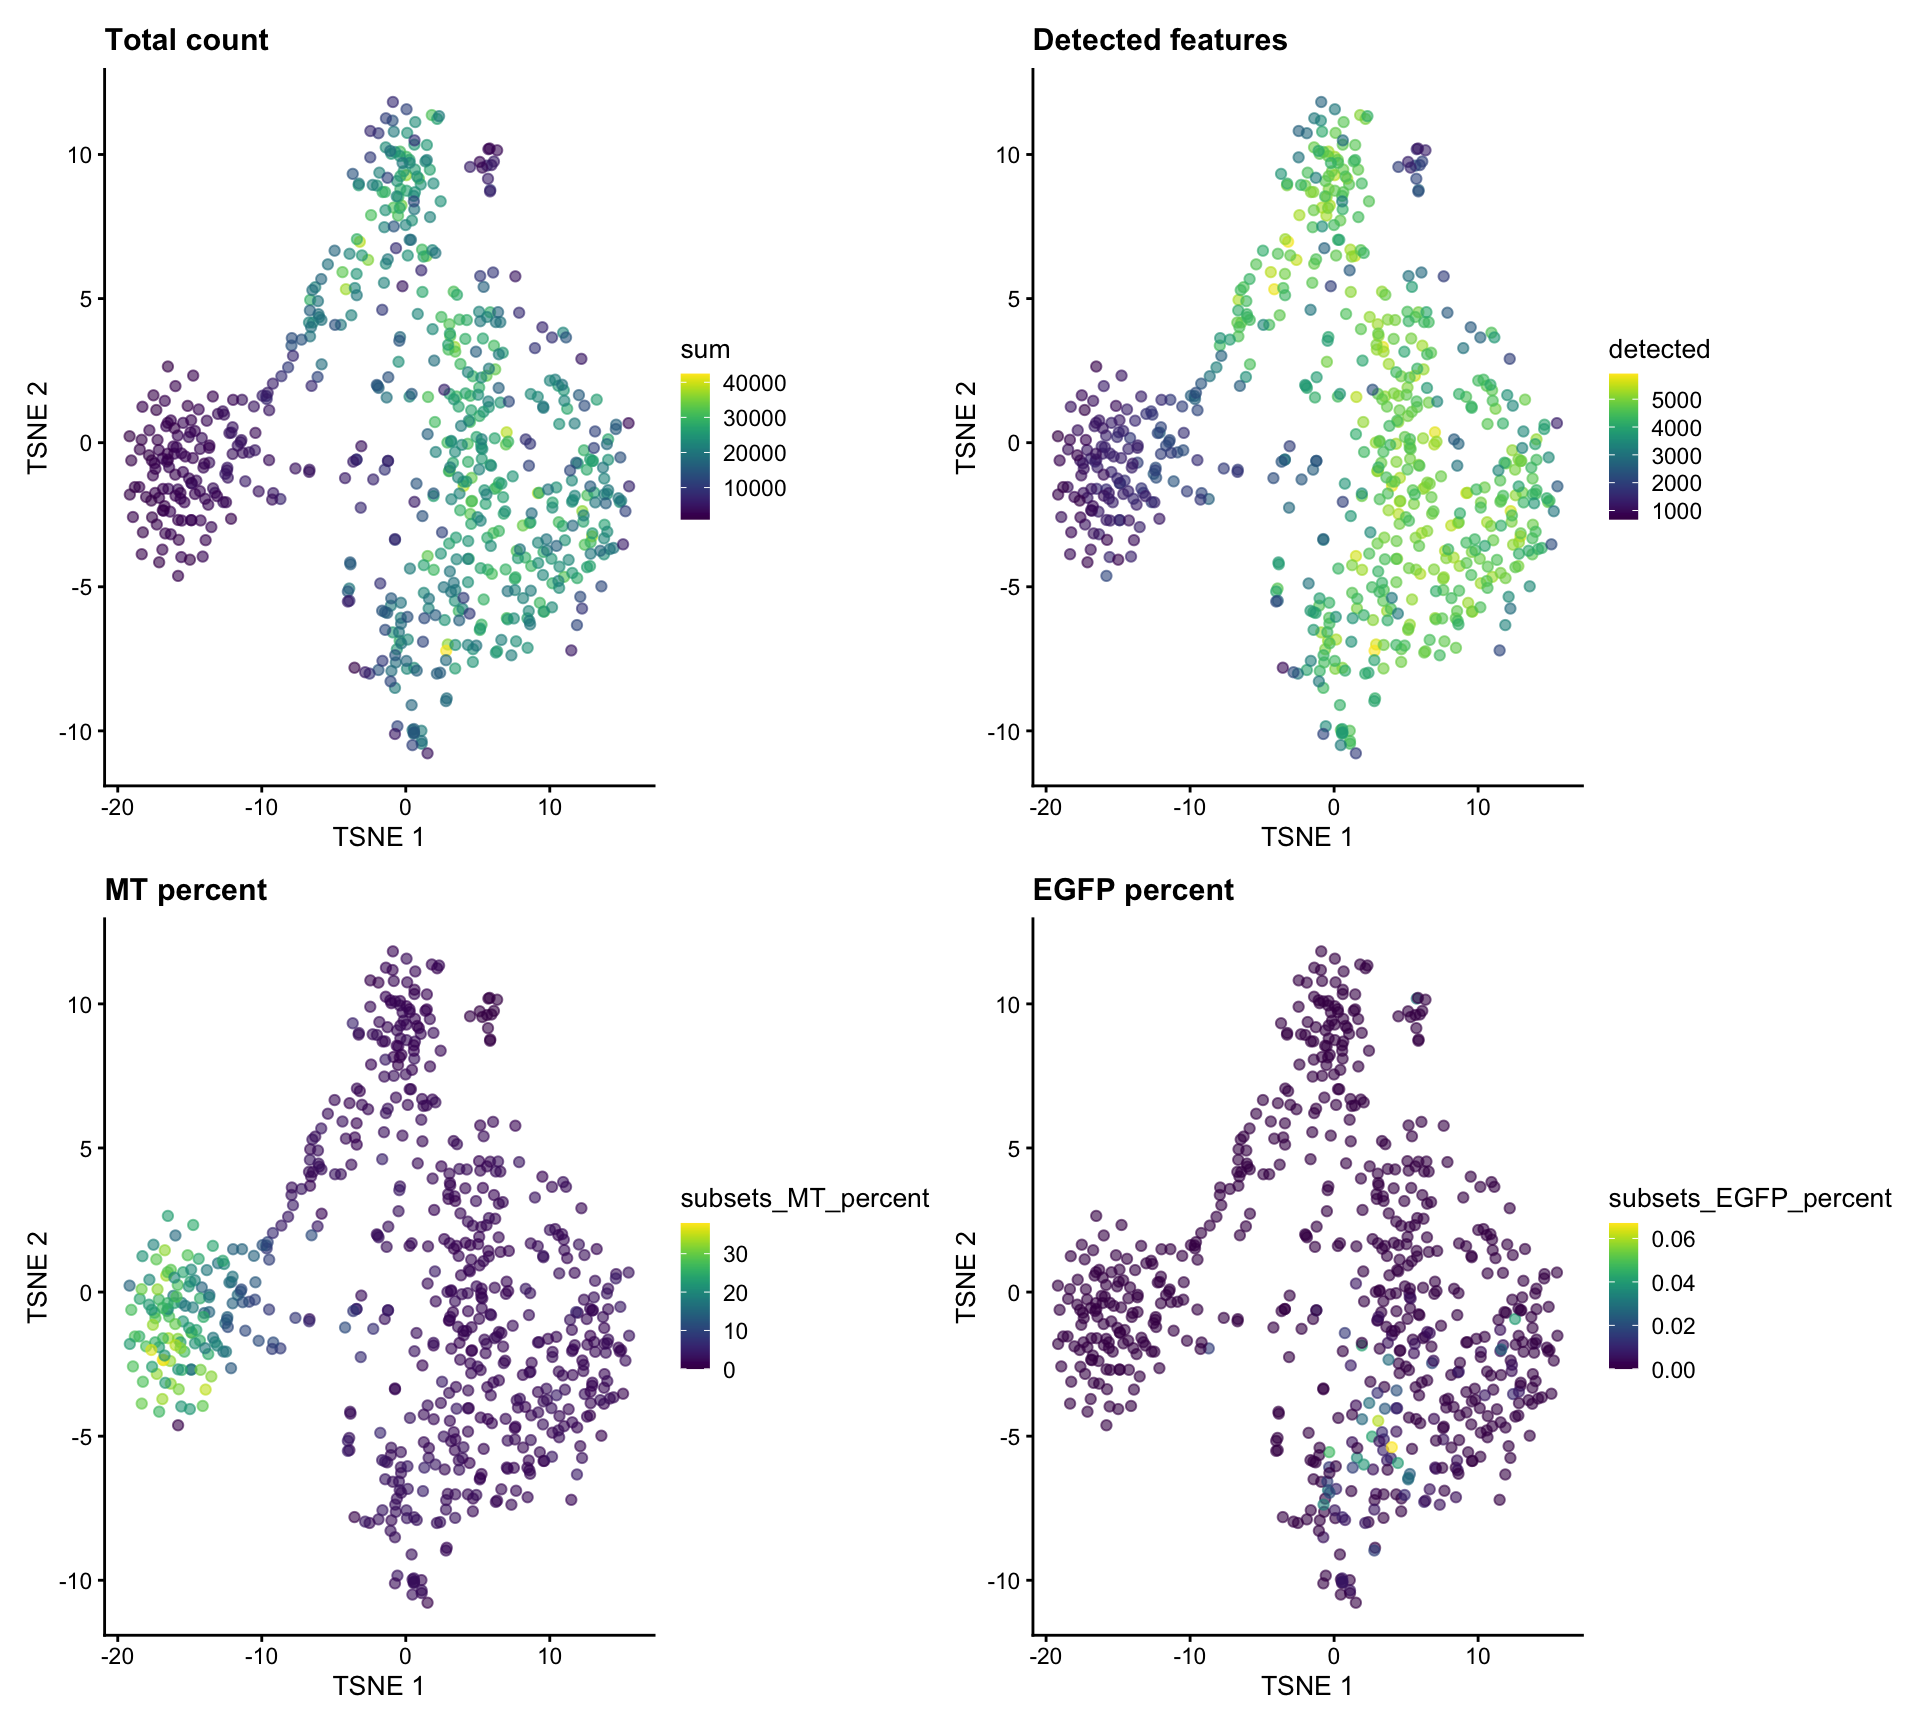 Total count
10
5
0
-5
-10
TSNE 2
-20 -10 0 10
TSNE 1
sum
40000
30000
20000
10000
Detected features
10
5
0
-5
-10
TSNE 2
-20 -10 0 10
TSNE 1
detected
5000
4000
3000
2000
1000
MT percent
10
5
0
-5
-10
TSNE 2
-20 -10 0 10
TSNE 1
subsets_MT_percent
30
20
10
0
EGFP percent
10
5
0
-5
-10
TSNE 2
-20 -10 0 10
TSNE 1
subsets_EGFP_percent
0.06
0.04
0.02
0.00